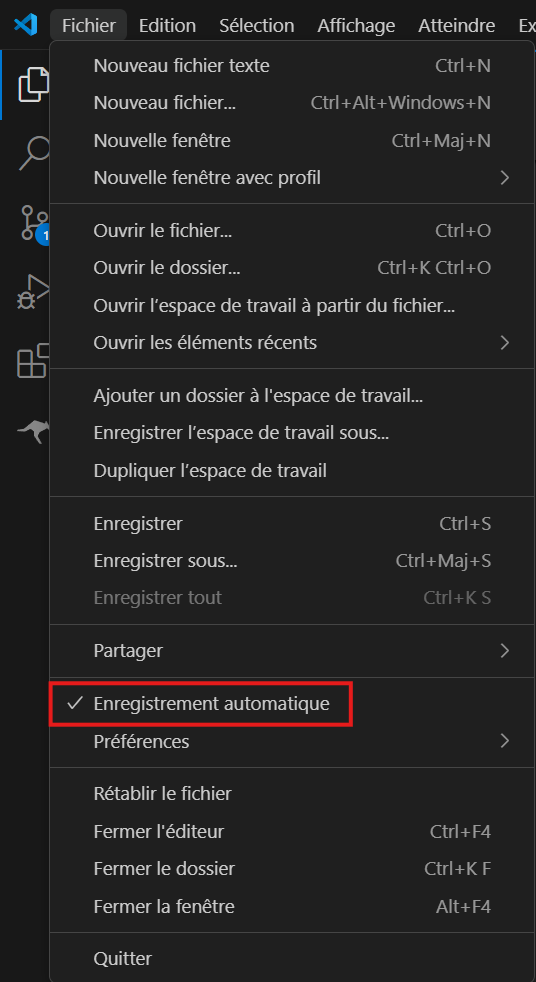 Fichier Edition Sélection Affichage Atteindre Ex
Nouveau fichier texte Ctrl+N
Nouveau fichier... Ctrl+Alt+Windows+N
Nouvelle fenêtre Ctrl+Maj+N
Nouvelle fenêtre avec profil
Ouvrir le fichier... Ctrl+O
Ouvrir le dossier... Ctrl+K Ctrl+O
Ouvrir l’espace de travail à partir du fichier...
Ouvrir les éléments récents
Ajouter un dossier à l'espace de travail...
Enregistrer l’espace de travail sous...
Dupliquer l’espace de travail
Enregistrer Ctrl+S
Enregistrer sous... Ctrl+Maj+S
Enregistrer tout Ctrl+K S
Partager
Enregistrement automatique
Préférences
Rétablir le fichier
Fermer l'éditeur Ctrl+F4
Fermer le dossier Ctrl+K F
Fermer la fenêtre Alt+F4
Quitter
1